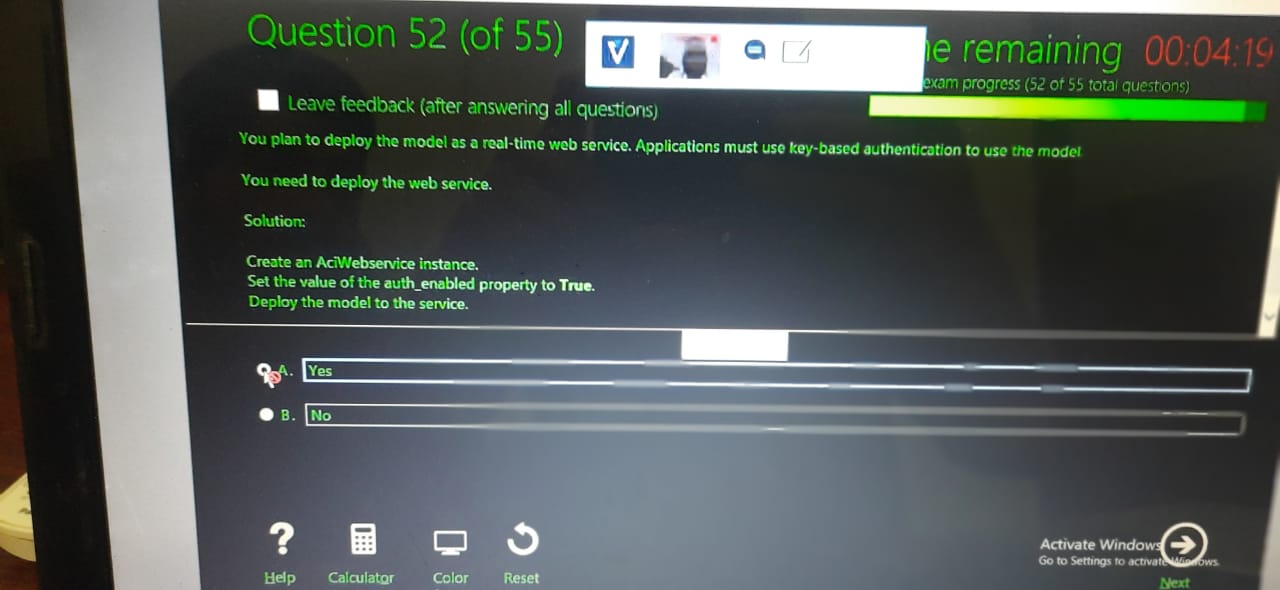 Question 52 (of 55)
e remaining 00:04:19
exam progress (52 of 55 total questions)
Leave feedback (after answering all questions)
You plan to deploy the model as a real-time web service. Applications must use key-based authentication to use the model
You need to deploy the web service.
Solution:
Create an AciWebservice instance.
Set the value of the auth_enabled property to True.
Deploy the model to the service.
A. Yes
B. No
Activate Windows
Go to Settings to activate Windows.
Help Calculator Color Reset Next